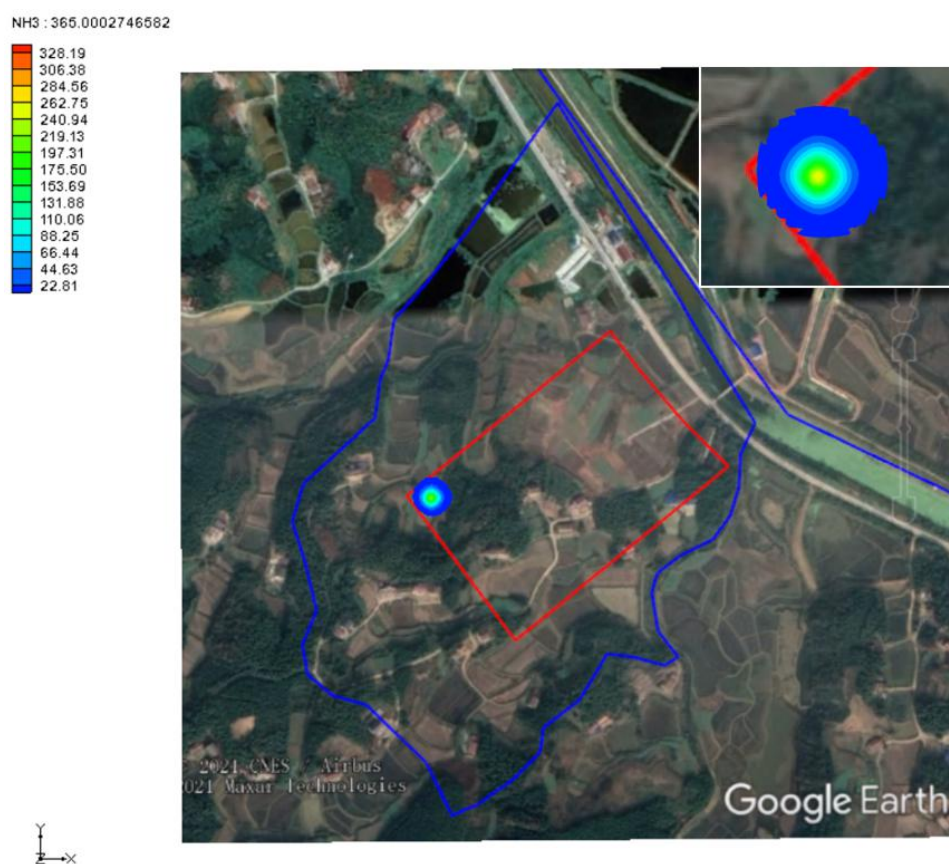 NH3 : 365.0002746582
328.19
306.38
284.56
262.75
240.94
219.13
197.31
175.50
153.69
131.88
110.06
88.25
66.44
44.63
22.81
2021 CNES / Airbus
2021 Maxar Technologies
Google Earth
Y
Z
X